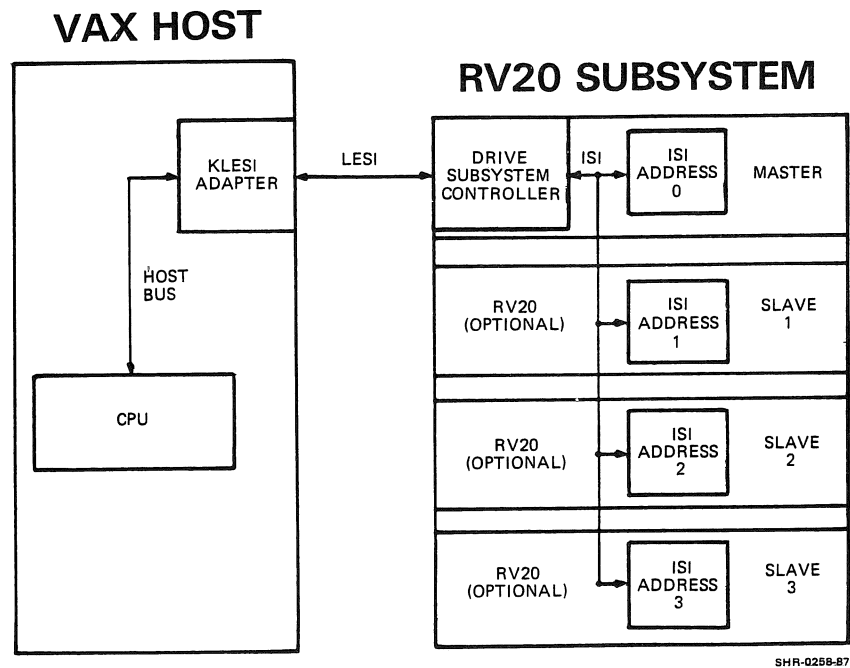 VAX HOST
RV20 SUBSYSTEM
KLESI
ADAPTER
LESI
DRIVE
SUBSYSTEM
CONTROLLER
ISI
ISI
ADDRESS
0
MASTER
HOST
BUS
RV20
(OPTIONAL)
ISI
ADDRESS
1
SLAVE
1
CPU
RV20
(OPTIONAL)
ISI
ADDRESS
2
SLAVE
2
RV20
(OPTIONAL)
ISI
ADDRESS
3
SLAVE
3
SHR-0258-87